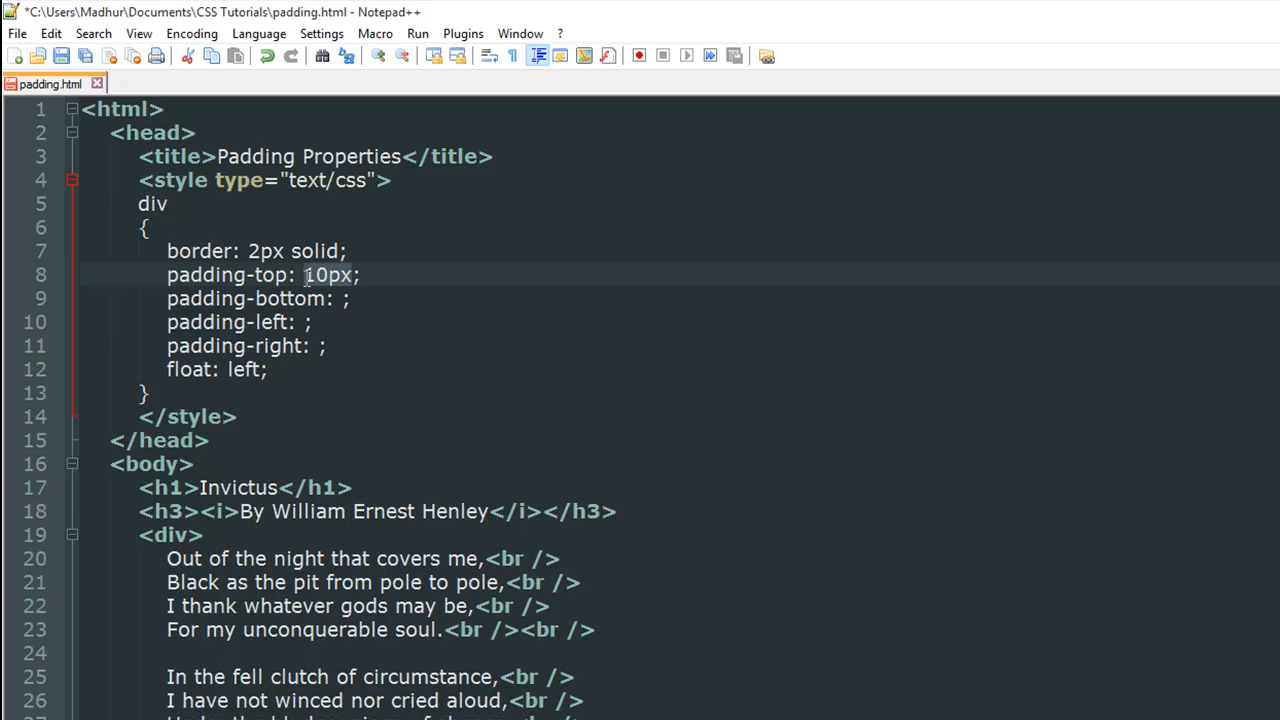 *C:\Users\Madhur\Documents\CSS Tutorials\padding.html - Notepad++
File Edit Search View Encoding Language Settings Macro Run Plugins Window ?
padding.html
1 <html>
2 <head>
3 <title>Padding Properties</title>
4 <style type="text/css">
5 div
6 {
7 border: 2px solid;
8 padding-top: 10px;
9 padding-bottom: ;
10 padding-left: ;
11 padding-right: ;
12 float: left;
13 }
14 </style>
15 </head>
16 <body>
17 <h1>Invictus</h1>
18 <h3><i>By William Ernest Henley</i></h3>
19 <div>
20 Out of the night that covers me,<br />
21 Black as the pit from pole to pole,<br />
22 I thank whatever gods may be,<br />
23 For my unconquerable soul.<br /><br />
24
25 In the fell clutch of circumstance,<br />
26 I have not winced nor cried aloud,<br />